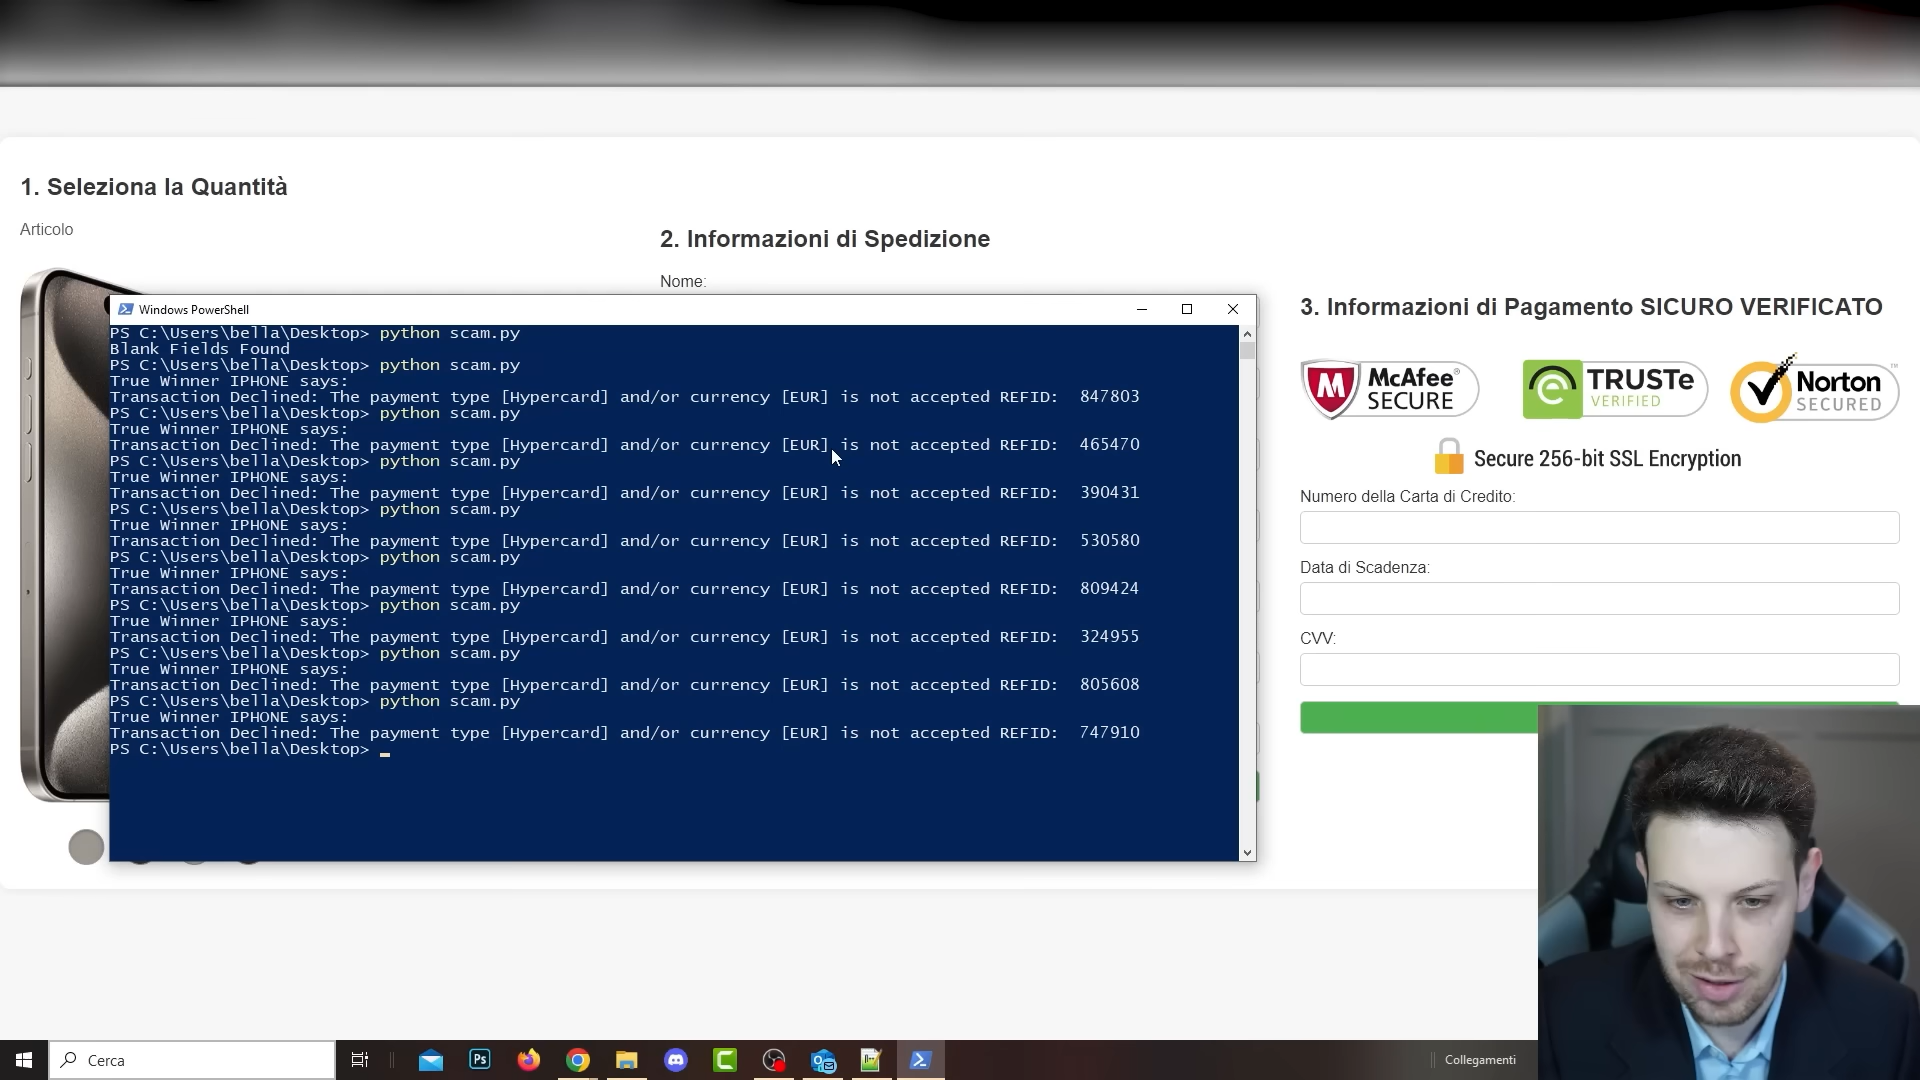 1. Seleziona la Quantità
Articolo
2. Informazioni di Spedizione
Nome:
3. Informazioni di Pagamento SICURO VERIFICATO
McAfee®
SECURE
TRUSTe
VERIFIED
Norton™
SECURED
Secure 256-bit SSL Encryption
Numero della Carta di Credito:
Data di Scadenza:
CVV:
Windows PowerShell
PS C:\Users\bella\Desktop> python scam.py
Blank Fields Found
PS C:\Users\bella\Desktop> python scam.py
True Winner IPHONE says:
Transaction Declined: The payment type [Hypercard] and/or currency [EUR] is not accepted REFID:  847803
PS C:\Users\bella\Desktop> python scam.py
True Winner IPHONE says:
Transaction Declined: The payment type [Hypercard] and/or currency [EUR] is not accepted REFID:  465470
PS C:\Users\bella\Desktop> python scam.py
True Winner IPHONE says:
Transaction Declined: The payment type [Hypercard] and/or currency [EUR] is not accepted REFID:  390431
PS C:\Users\bella\Desktop> python scam.py
True Winner IPHONE says:
Transaction Declined: The payment type [Hypercard] and/or currency [EUR] is not accepted REFID:  530580
PS C:\Users\bella\Desktop> python scam.py
True Winner IPHONE says:
Transaction Declined: The payment type [Hypercard] and/or currency [EUR] is not accepted REFID:  809424
PS C:\Users\bella\Desktop> python scam.py
True Winner IPHONE says:
Transaction Declined: The payment type [Hypercard] and/or currency [EUR] is not accepted REFID:  324955
PS C:\Users\bella\Desktop> python scam.py
True Winner IPHONE says:
Transaction Declined: The payment type [Hypercard] and/or currency [EUR] is not accepted REFID:  805608
PS C:\Users\bella\Desktop> python scam.py
True Winner IPHONE says:
Transaction Declined: The payment type [Hypercard] and/or currency [EUR] is not accepted REFID:  747910
PS C:\Users\bella\Desktop>
Cerca
Ps
Collegamenti